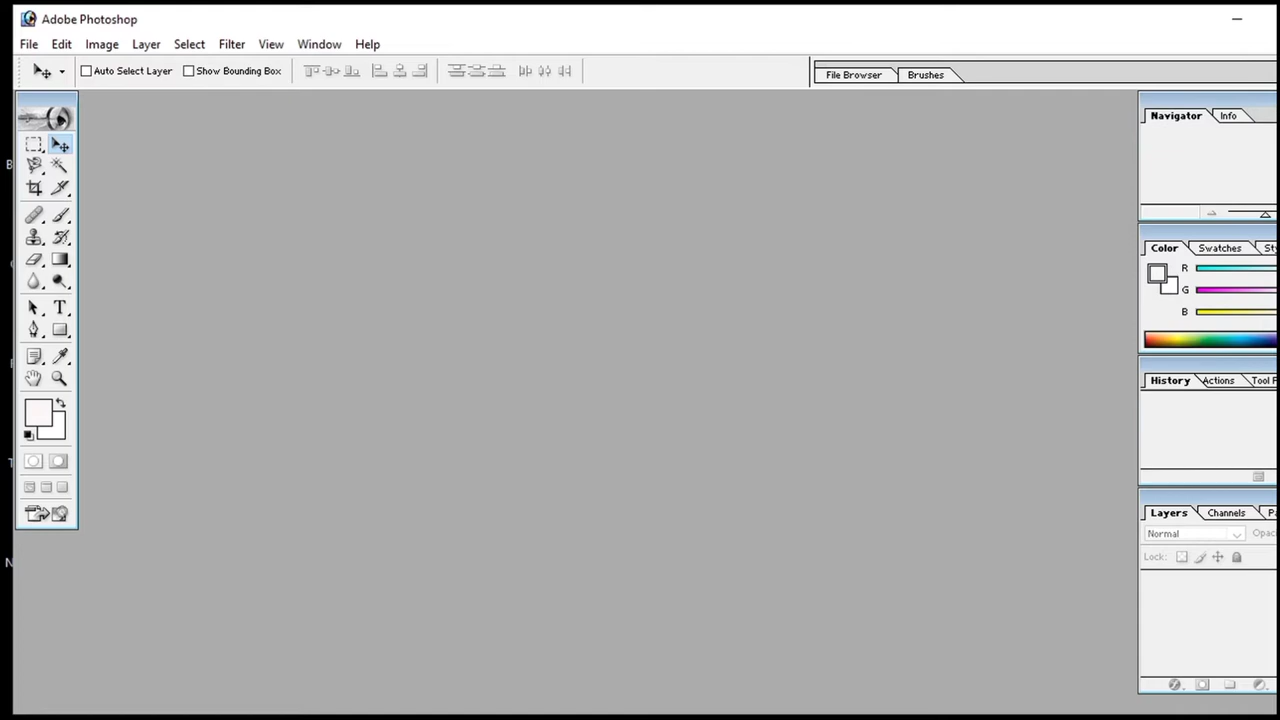 Adobe Photoshop
File Edit Image Layer Select Filter View Window Help
Auto Select Layer Show Bounding Box File Browser Brushes
Navigator Info
Color Swatches
R
G
B
History Actions Tool
Layers Channels
Normal
Lock:
T